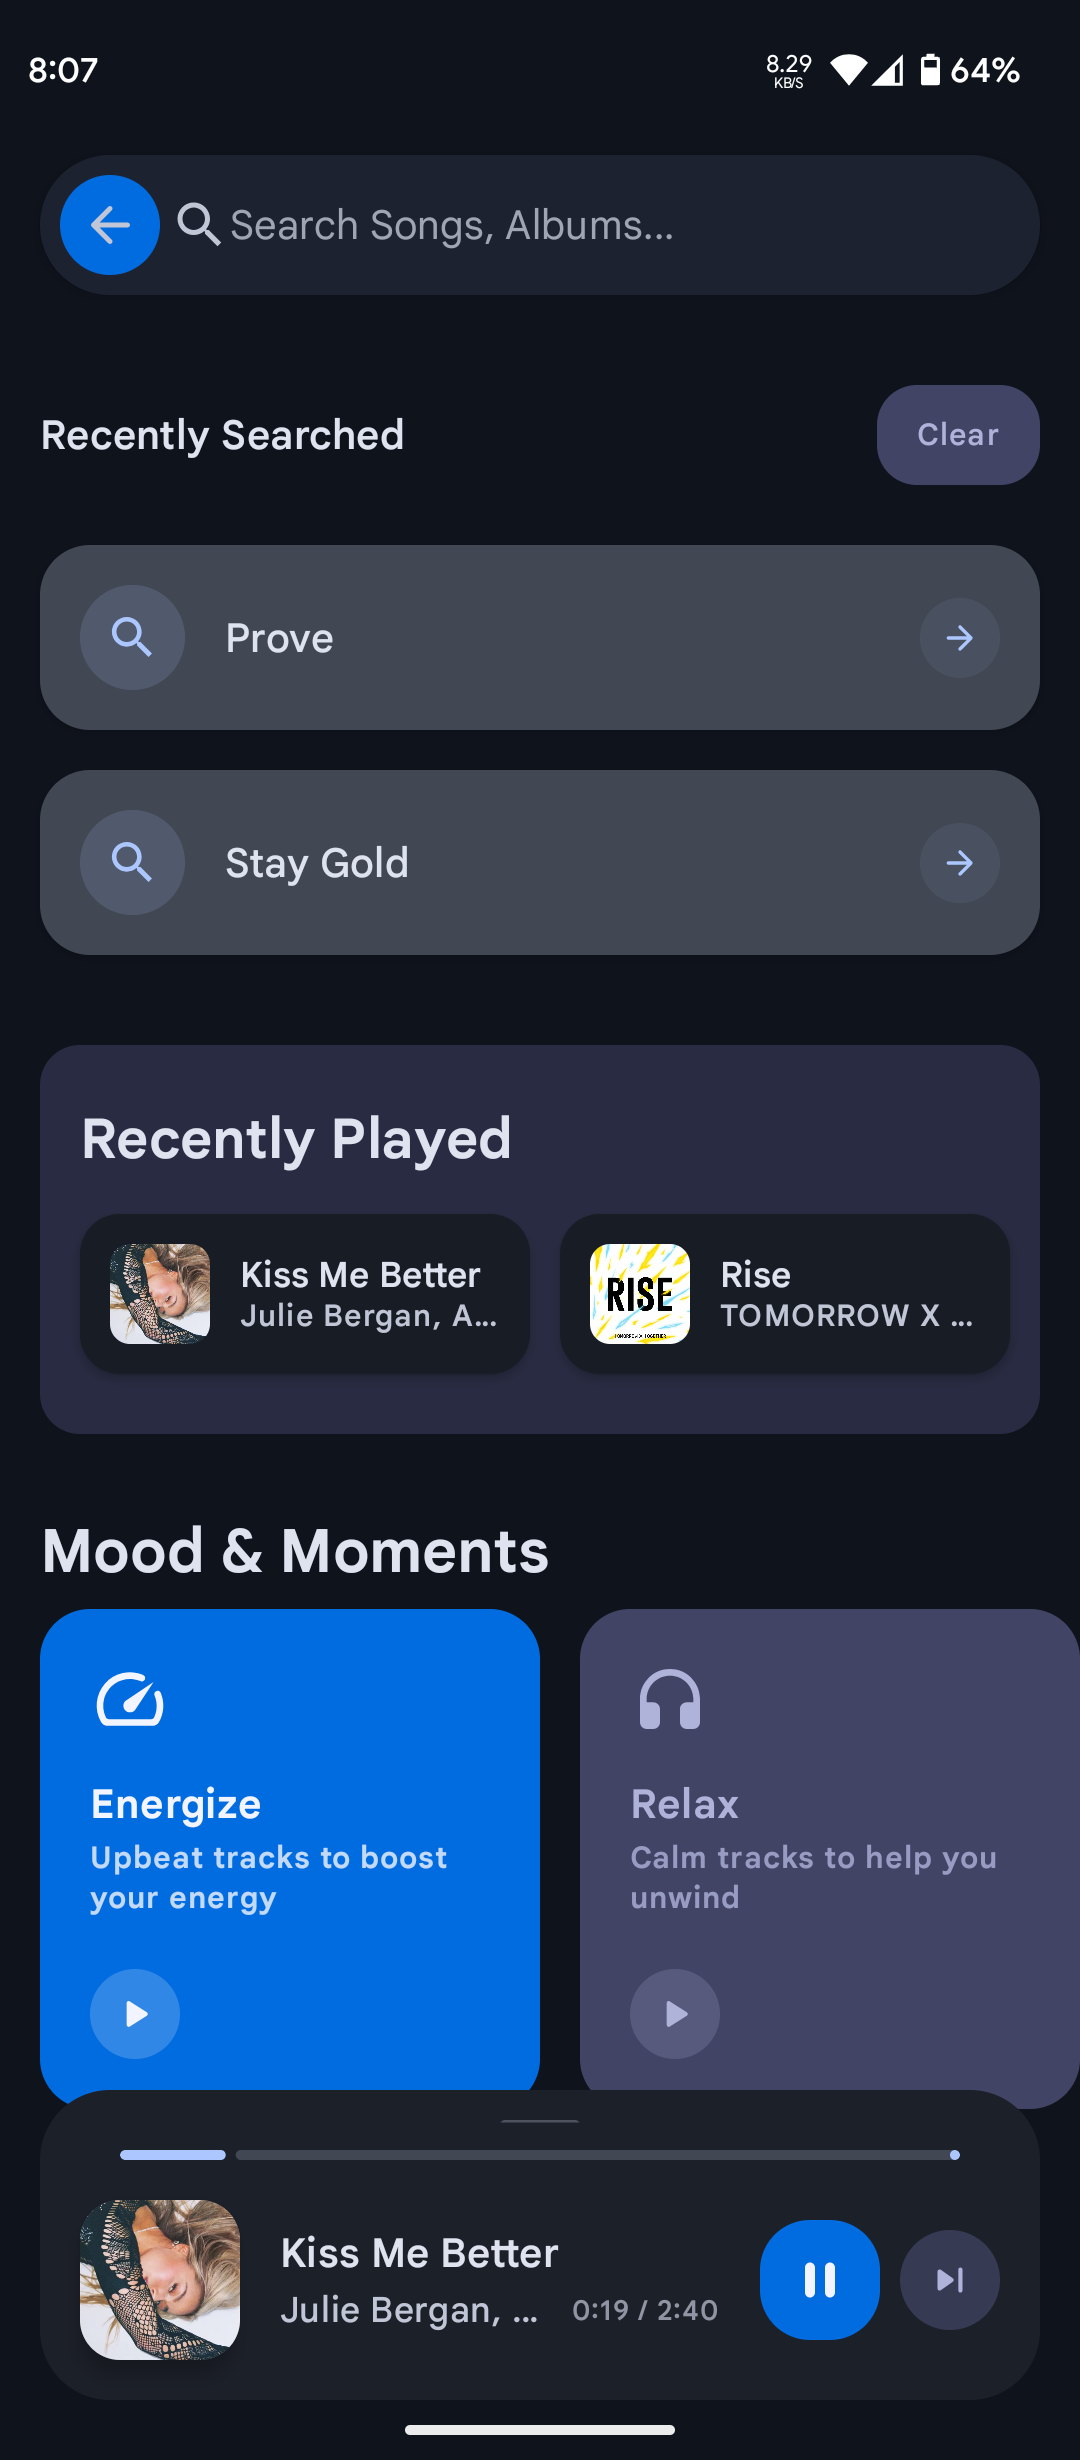 8:07
8.29
KB/S
64%
Search Songs, Albums...
Recently Searched
Clear
Prove
Stay Gold
Recently Played
Kiss Me Better
Julie Bergan, A...
RISE
TOMORROW X TOGETHER
Rise
TOMORROW X ...
Mood & Moments
Energize
Upbeat tracks to boost
your energy
Relax
Calm tracks to help you
unwind
Kiss Me Better
Julie Bergan, ...
0:19 / 2:40